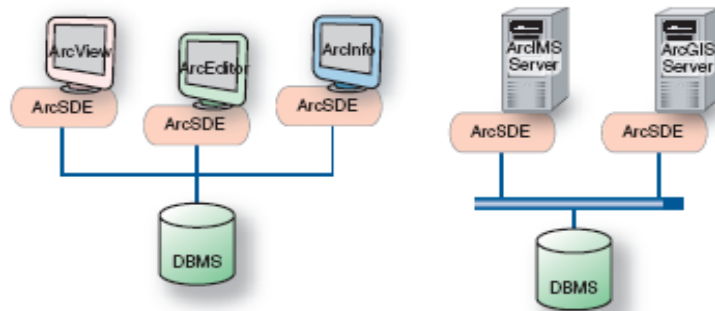 ArcView
ArcEditor
ArcInfo
ArcSDE
ArcSDE
ArcSDE
DBMS
ArcIMS
Server
ArcGIS
Server
ArcSDE
ArcSDE
DBMS